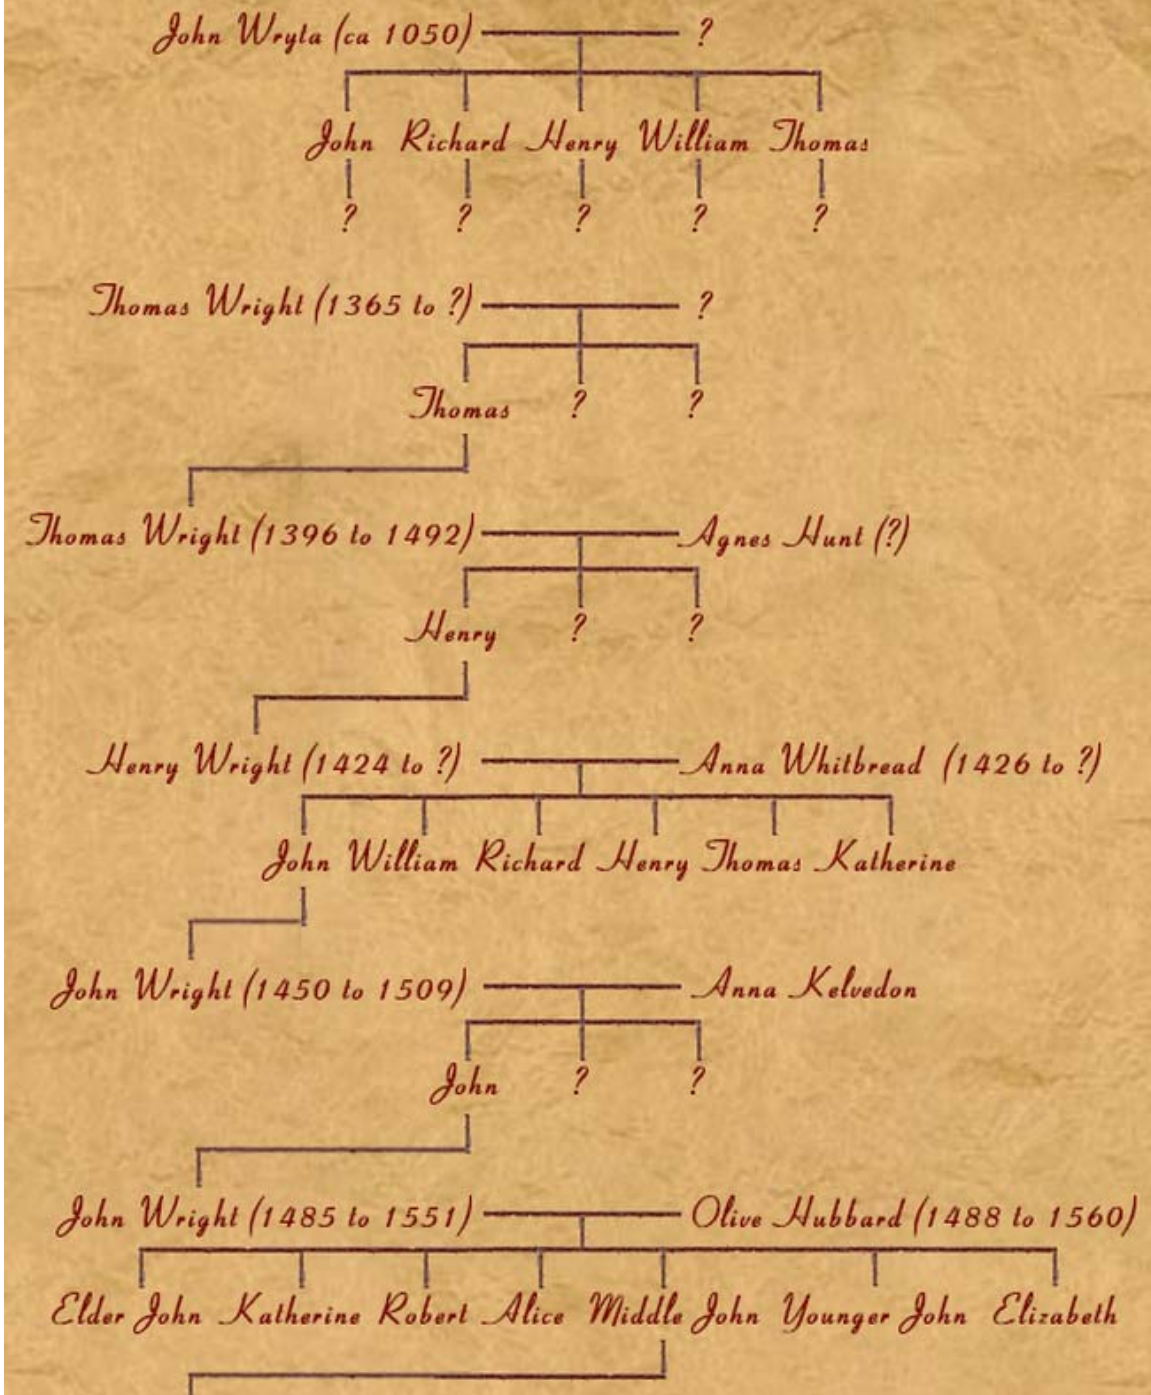 John Wryta (ca 1050) ?
John Richard Henry William Thomas
? ? ? ? ?
Thomas Wright (1365 to ?) ?
Thomas ? ?
Thomas Wright (1396 to 1492) Agnes Hunt (?)
Henry ? ?
Henry Wright (1424 to ?) Anna Whitbread (1426 to ?)
John William Richard Henry Thomas Katherine
John Wright (1450 to 1509) Anna Kelvedon
John ? ?
John Wright (1485 to 1551) Olive Hubbard (1488 to 1560)
Elder John Katherine Robert Alice Middle John Younger John Elizabeth